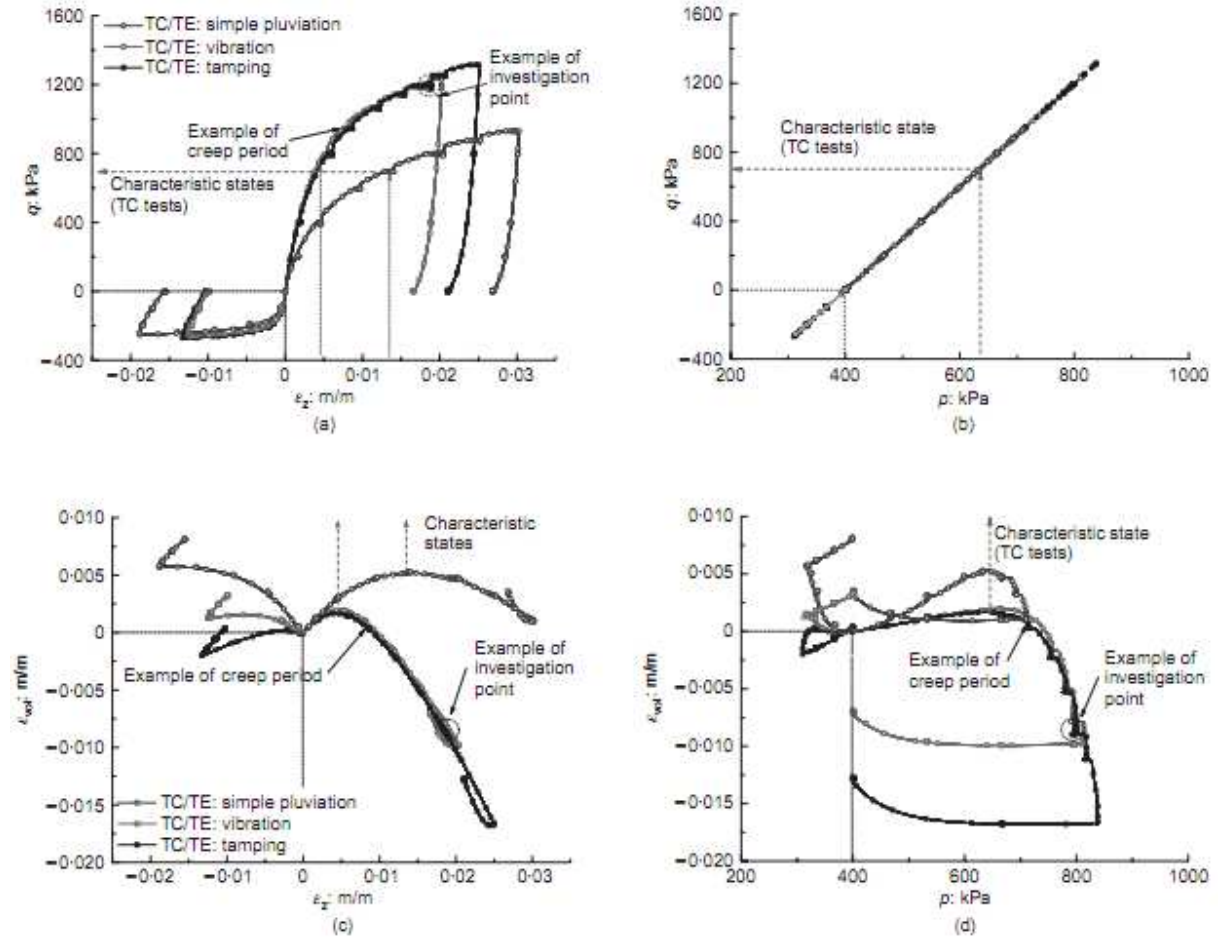 1600
1200
800
400
0
−400
q: kPa
TC/TE: simple pluviation
TC/TE: vibration
TC/TE: tamping
Example of
investigation
point
Example of
creep period
Characteristic states
(TC tests)
−0·02
−0·01
0
0·01
0·02
0·03
εz: m/m
(a)
1600
1200
800
400
0
−400
q: kPa
Characteristic state
(TC tests)
200
400
600
800
1000
p: kPa
(b)
0·010
0·005
0
−0·005
−0·010
−0·015
−0·020
εvol: m/m
Characteristic
states
Example of
investigation
point
Example of creep period
TC/TE: simple pluviation
TC/TE: vibration
TC/TE: tamping
−0·02
−0·01
0
0·01
0·02
0·03
εz: m/m
(c)
0·010
0·005
0
−0·005
−0·010
−0·015
−0·020
εvol: m/m
Characteristic state
(TC tests)
Example of
creep period
Example of
investigation
point
200
400
600
800
1000
p: kPa
(d)